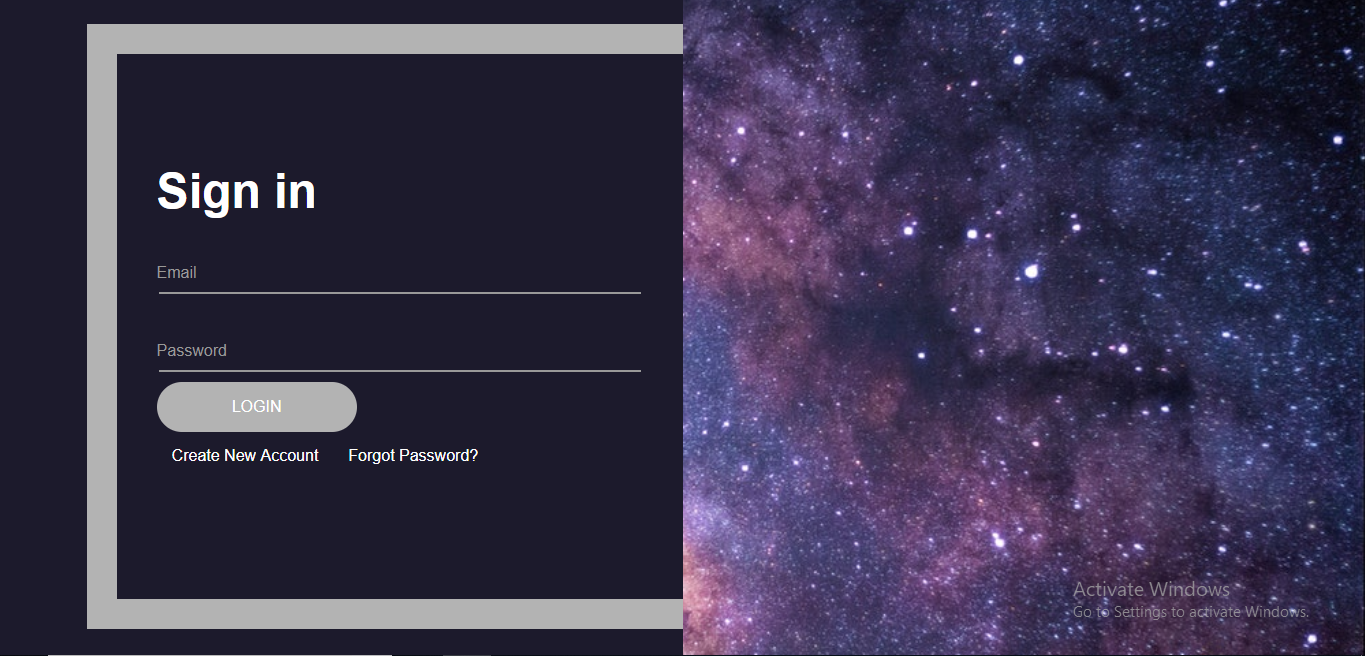 Sign in
Email
Password
LOGIN
Create New Account Forgot Password?
Activate Windows
Go to Settings to activate Windows.